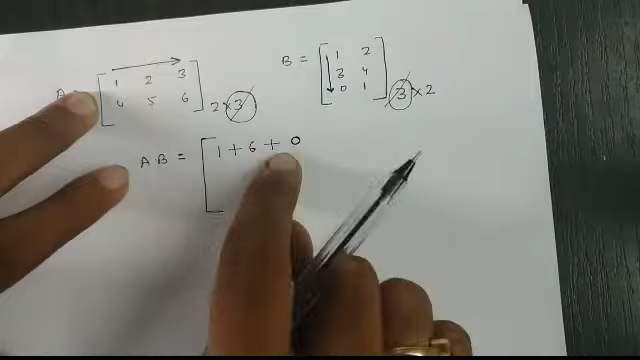 A = [ 1 2 3
4 5 6 ] 2 × 3
B = [ 1 2
3 4
0 1 ] 3 × 2
AB = [ 1 + 6 + 0